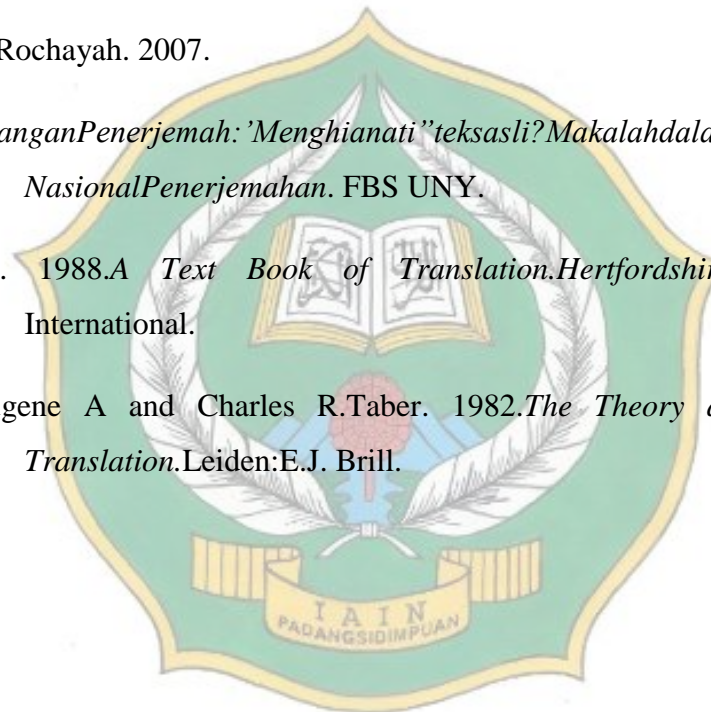 Rochayah. 2007.
anganPenerjemah:’Menghianati”teksasli?Makalahdala
NasionalPenerjemahan. FBS UNY.
. 1988.A Text Book of Translation.Hertfordshir
International.
gene A and Charles R.Taber. 1982.The Theory a
Translation.Leiden:E.J. Brill.
I A I N
PADANGSIDIMPUAN